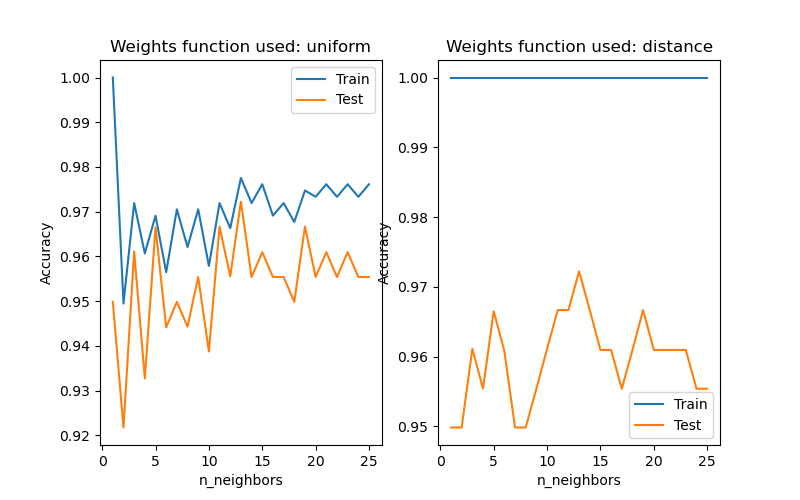 Weights function used: uniform
Accuracy
1.00
0.99
0.98
0.97
0.96
0.95
0.94
0.93
0.92
Train
Test
0 5 10 15 20 25
n_neighbors
Weights function used: distance
Accuracy
1.00
0.99
0.98
0.97
0.96
0.95
Train
Test
0 5 10 15 20 25
n_neighbors